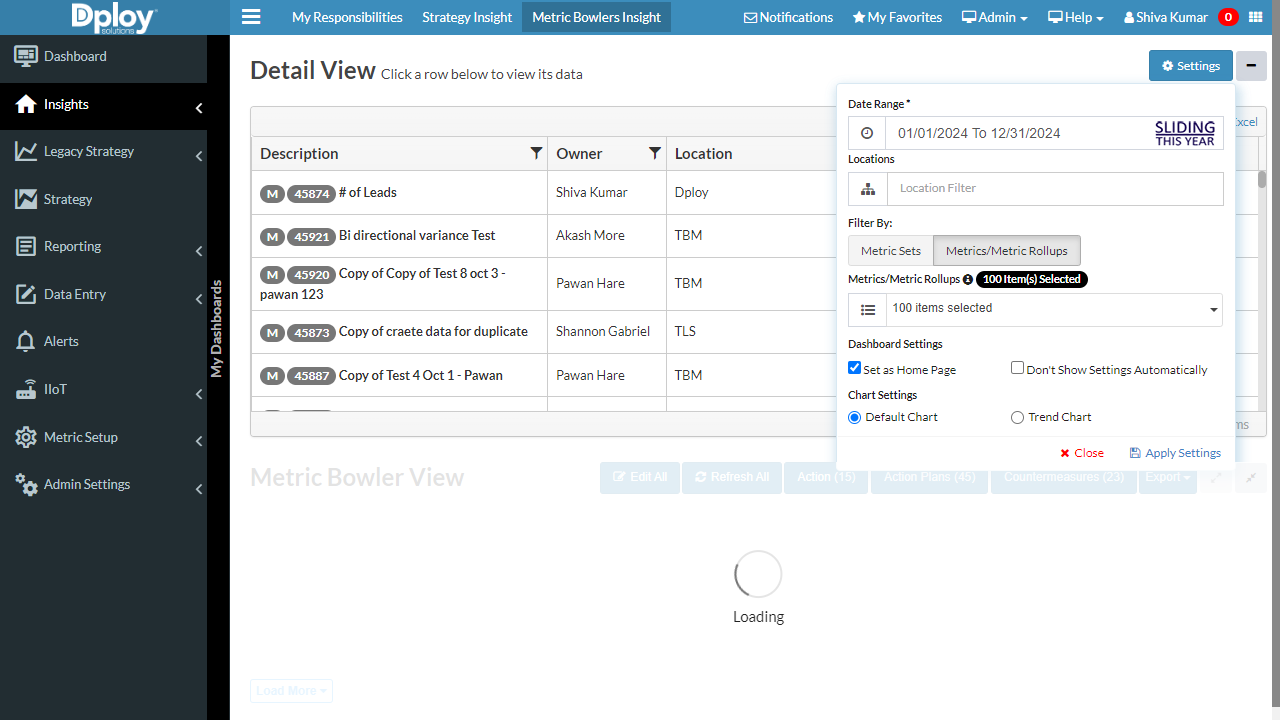 Dploy solutions
My Responsibilities Strategy Insight Metric Bowlers Insight Notifications My Favorites Admin Help Shiva Kumar 0
Dashboard
Insights
Legacy Strategy
Strategy
Reporting
Data Entry
Alerts
IIoT
Metric Setup
Admin Settings
My Dashboards
Detail View Click a row below to view its data
Settings
Excel
Description Owner Location
M 45874 # of Leads Shiva Kumar Dploy
M 45921 Bi directional variance Test Akash More TBM
M 45920 Copy of Copy of Test 8 oct 3 -
pawan 123 Pawan Hare TBM
M 45873 Copy of craete data for duplicate Shannon Gabriel TLS
M 45887 Copy of Test 4 Oct 1 - Pawan Pawan Hare TBM
Date Range *
01/01/2024 To 12/31/2024 SLIDING
THIS YEAR
Locations
Location Filter
Filter By:
Metric Sets Metrics/Metric Rollups
Metrics/Metric Rollups 100 Item(s) Selected
100 items selected
Dashboard Settings
Set as Home Page Don't Show Settings Automatically
Chart Settings
Default Chart Trend Chart
Close Apply Settings
Metric Bowler View
Edit All Refresh All Action (15) Action Plans (45) Countermeasures (23) Export
Loading
Load More